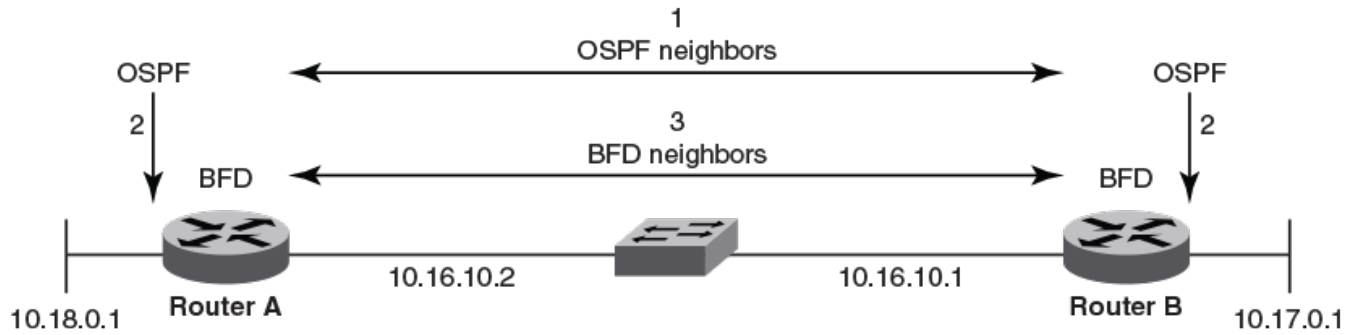 1
OSPF neighbors
OSPF
OSPF
2
2
3
BFD neighbors
BFD
BFD
10.16.10.2
10.16.10.1
Router A
Router B
10.18.0.1
10.17.0.1